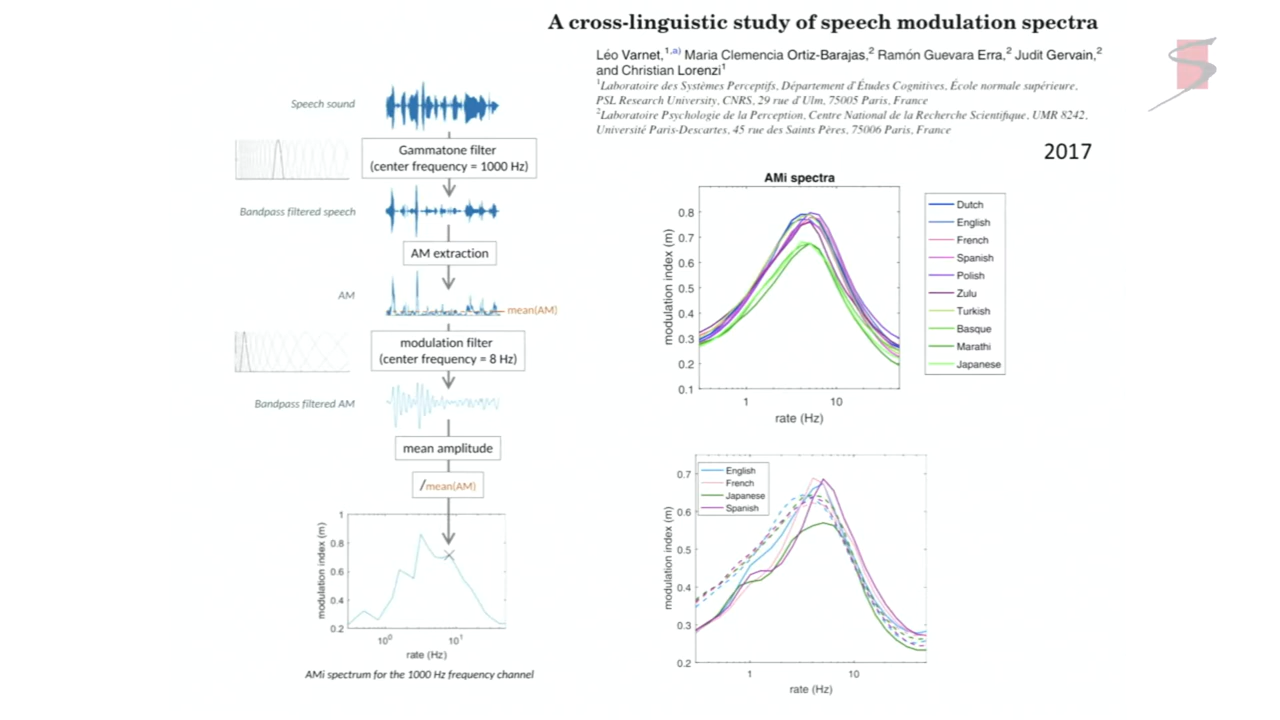 A cross-linguistic study of speech modulation spectra
Léo Varnet,1,a) Maria Clemencia Ortiz-Barajas,2 Ramón Guevara Erra,2 Judit Gervain,2
and Christian Lorenzi1
1Laboratoire des Systèmes Perceptifs, Département d'Études Cognitives, École normale supérieure,
PSL Research University, CNRS, 29 rue d'Ulm, 75005 Paris, France
2Laboratoire Psychologie de la Perception, Centre National de la Recherche Scientifique, UMR 8242,
Université Paris-Descartes, 45 rue des Saints Pères, 75006 Paris, France
2017
Speech sound
Gammatone filter
(center frequency = 1000 Hz)
Bandpass filtered speech
AM extraction
AM
mean(AM)
modulation filter
(center frequency = 8 Hz)
Bandpass filtered AM
mean amplitude
/mean(AM)
modulation index (m)
1
0.8
0.6
0.4
0.2
10^0
10^1
rate (Hz)
AMi spectrum for the 1000 Hz frequency channel
AMi spectra
modulation index (m)
0.8
0.7
0.6
0.5
0.4
0.3
0.2
0.1
1
10
rate (Hz)
Dutch
English
French
Spanish
Polish
Zulu
Turkish
Basque
Marathi
Japanese
modulation index (m)
0.7
0.6
0.5
0.4
0.3
0.2
1
10
rate (Hz)
English
French
Japanese
Spanish